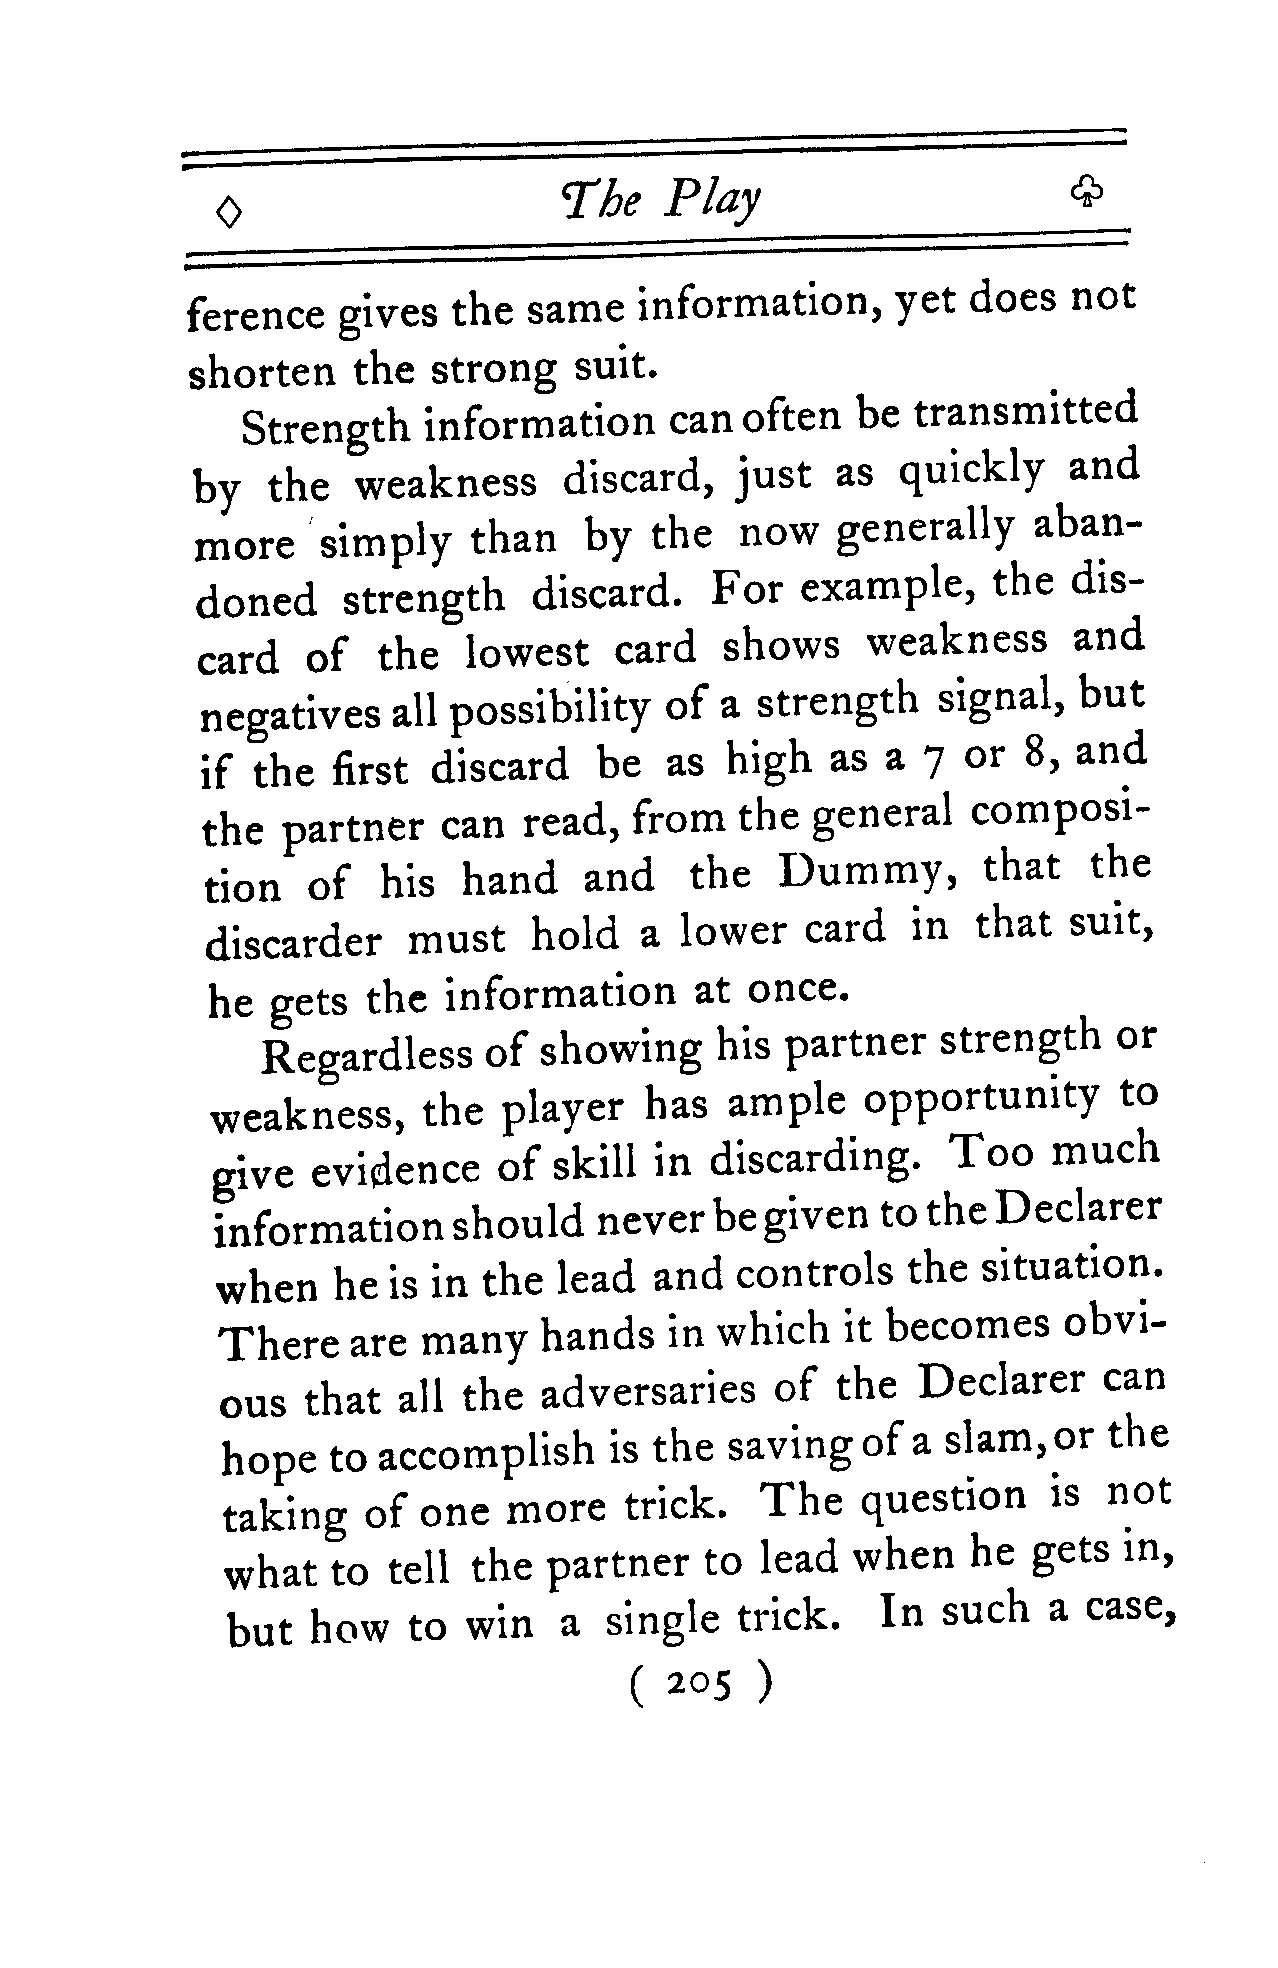 The Play
ference gives the same information, yet does not
shorten the strong suit.
Strength information can often be transmitted
by the weakness discard, just as quickly and
more simply than by the now generally aban-
doned strength discard. For example, the dis-
card of the lowest card shows weakness and
negatives all possibility of a strength signal, but
if the first discard be as high as a 7 or 8, and
the partner can read, from the general composi-
tion of his hand and the Dummy, that the
discarder must hold a lower card in that suit,
he gets the information at once.
Regardless of showing his partner strength or
weakness, the player has ample opportunity to
give evidence of skill in discarding. Too much
information should never be given to the Declarer
when he is in the lead and controls the situation.
There are many hands in which it becomes obvi-
ous that all the adversaries of the Declarer can
hope to accomplish is the saving of a slam, or the
taking of one more trick. The question is not
what to tell the partner to lead when he gets in,
but how to win a single trick. In such a case,
( 205 )